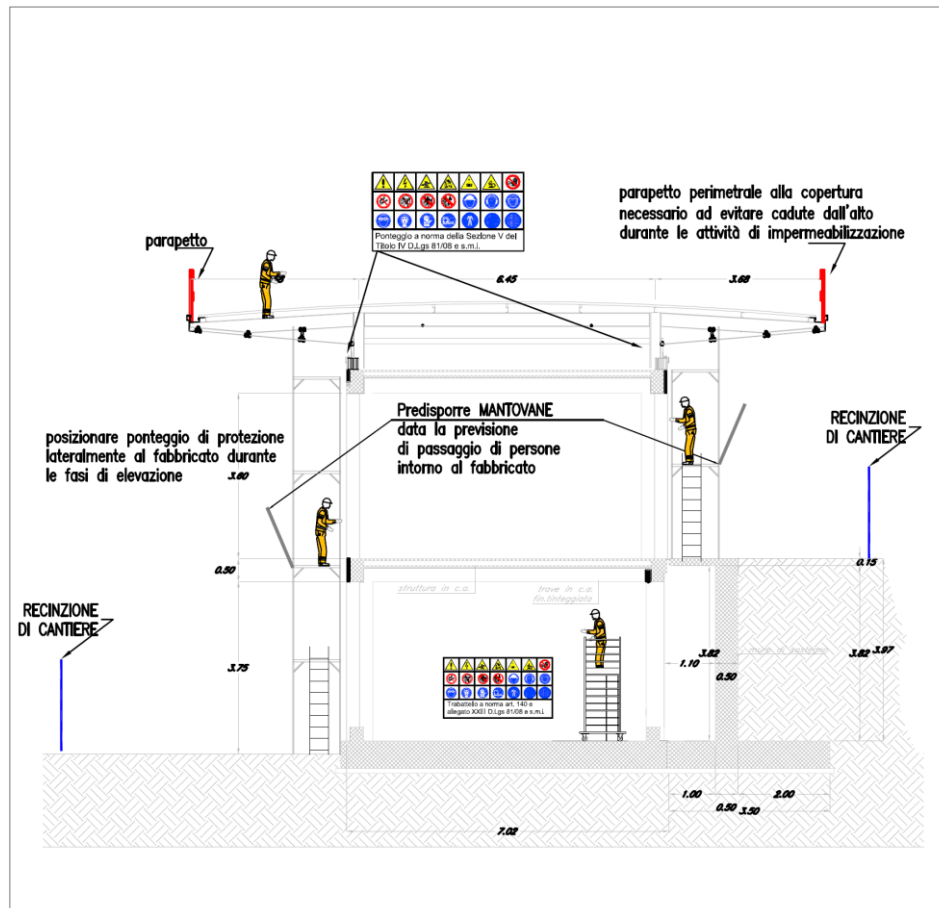 Ponteggio a norma della Sezione V del
Titolo IV D.Lgs 81/08 e s.m.i.
parapetto
parapetto perimetrale alla copertura
necessario ad evitare cadute dall'alto
durante le attività di impermeabilizzazione
6.45
3.68
Predisporre MANTOVANE
data la previsione
di passaggio di persone
intorno al fabbricato
posizionare ponteggio di protezione
lateralmente al fabbricato durante
le fasi di elevazione
3.60
RECINZIONE
DI CANTIERE
0.50
0.15
struttura in c.a.
trave in c.a.
fin.tinteggiata
RECINZIONE
DI CANTIERE
3.75
3.82
1.10
0.50
3.82
3.97
Trabattello a norma art. 140 e
allegato XXIII D.Lgs 81/08 e s.m.i.
1.00
2.00
0.50
3.50
7.02